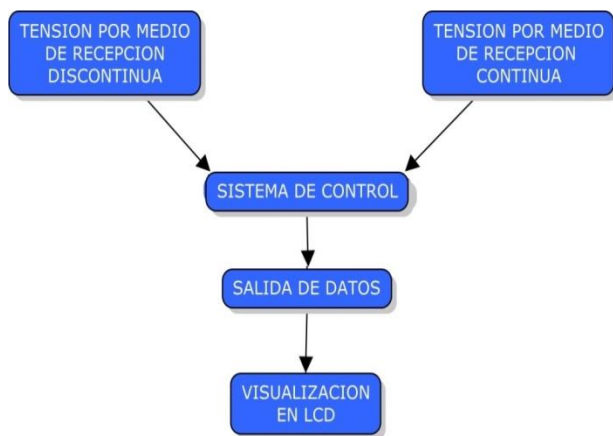 TENSION POR MEDIO
DE RECEPCION
DISCONTINUA
TENSION POR MEDIO
DE RECEPCION
CONTINUA
SISTEMA DE CONTROL
SALIDA DE DATOS
VISUALIZACION
EN LCD